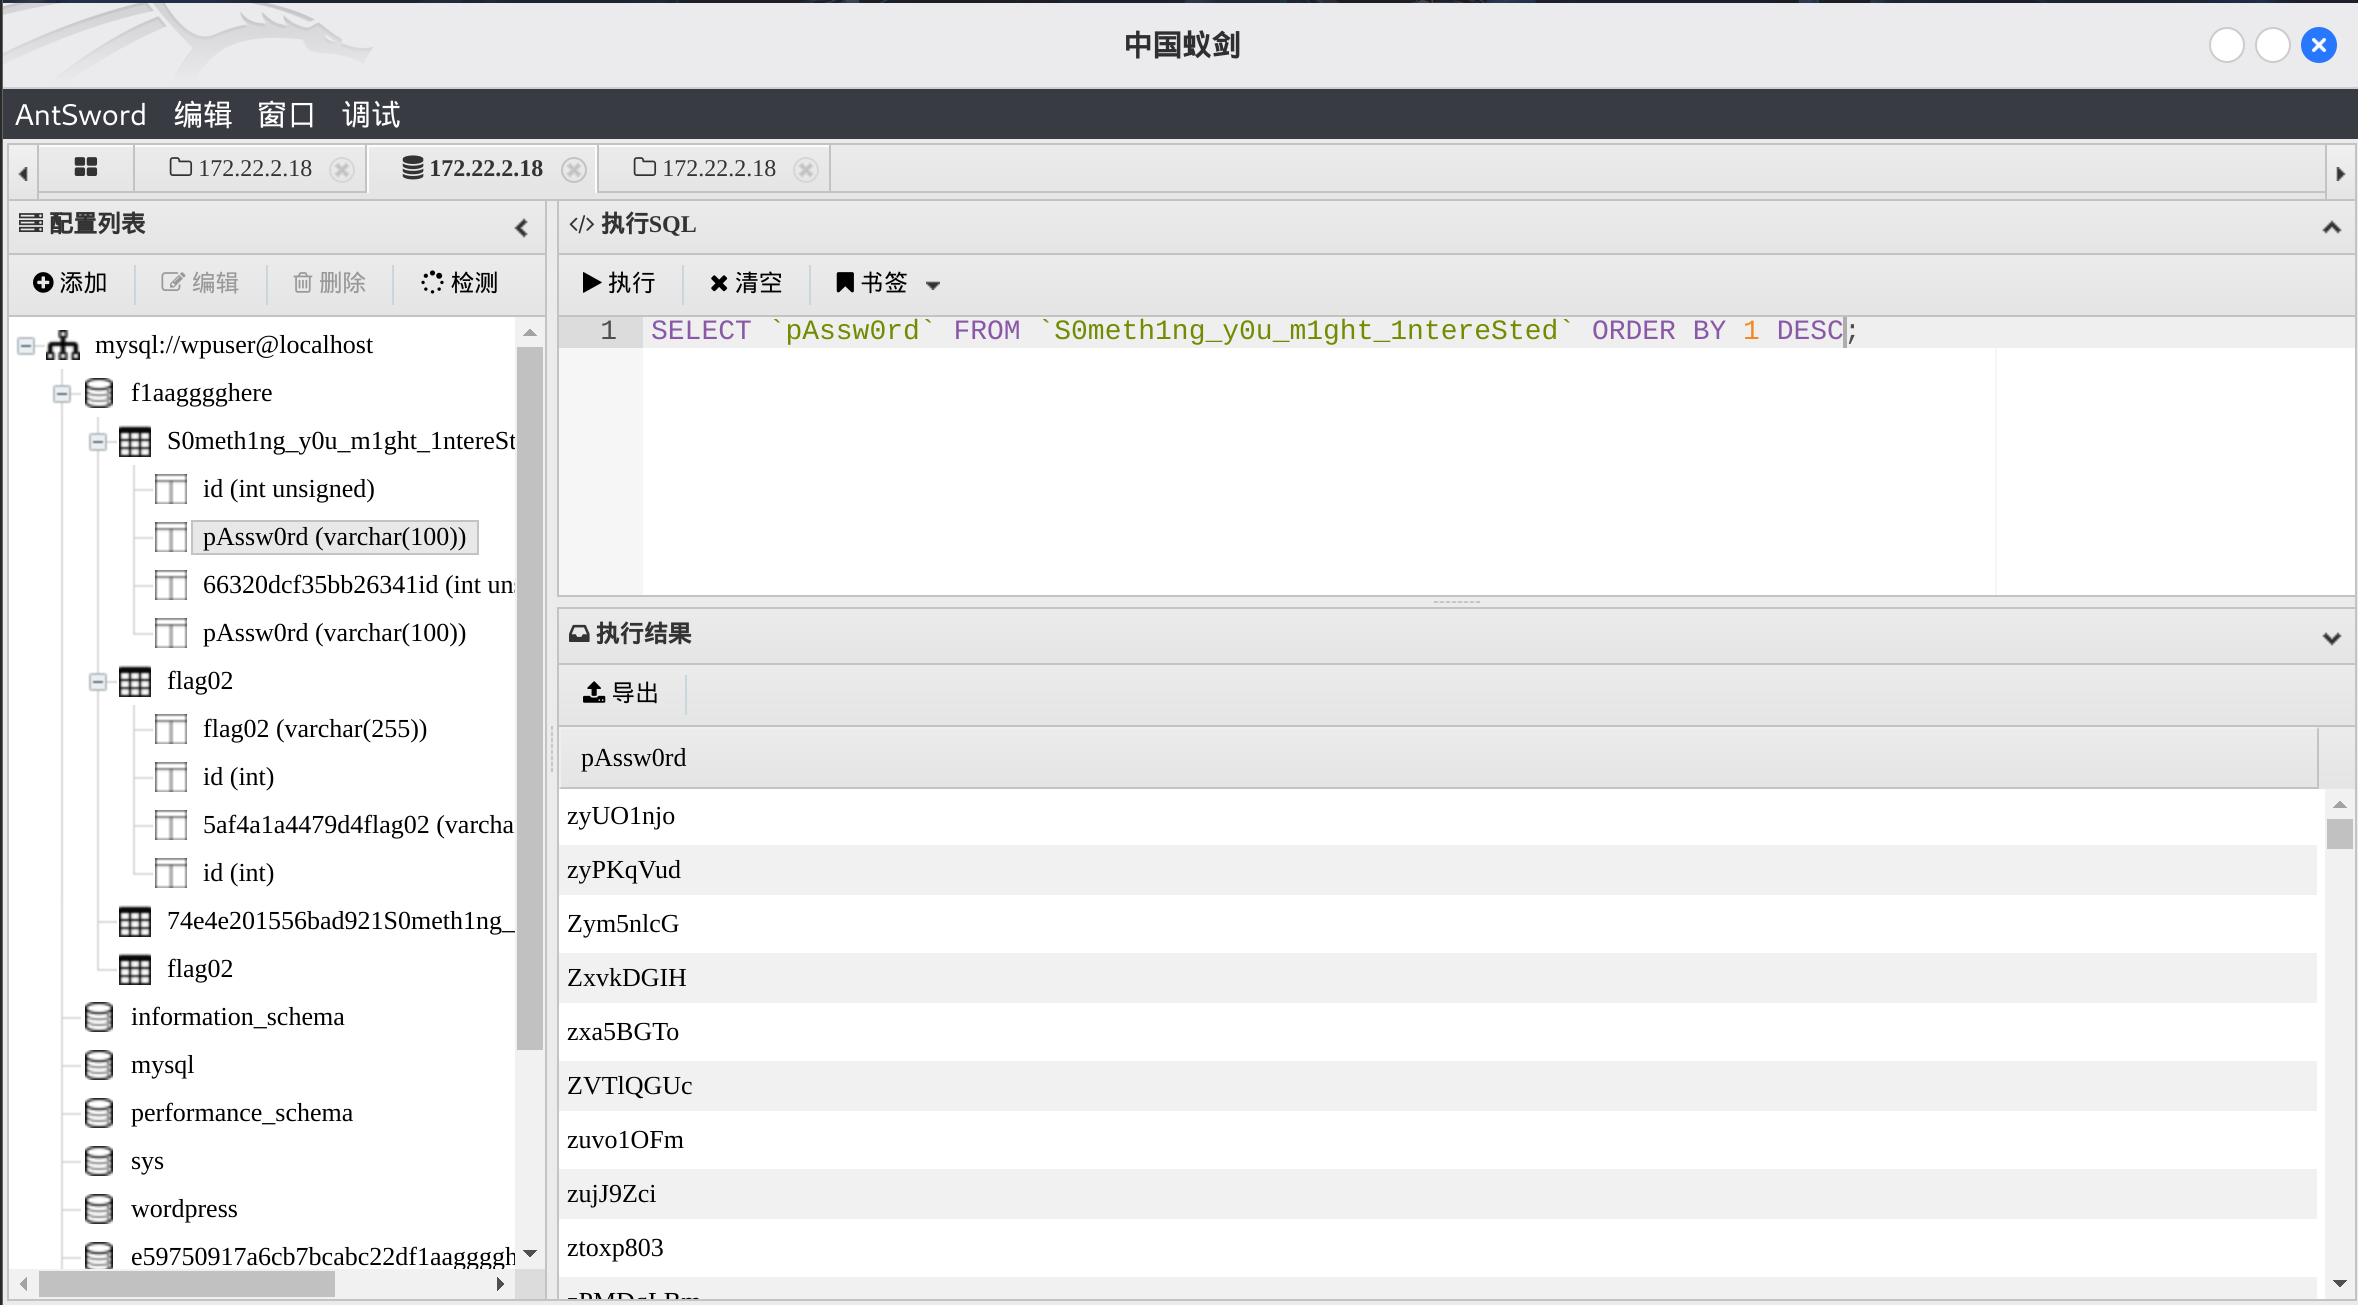 中国蚁剑
AntSword 编辑 窗口 调试
172.22.2.18 172.22.2.18 172.22.2.18
配置列表
添加 编辑 删除 检测
mysql://wpuser@localhost
f1aagggghere
S0meth1ng_y0u_m1ght_1ntereSt
id (int unsigned)
pAssw0rd (varchar(100))
66320dcf35bb26341id (int un
pAssw0rd (varchar(100))
flag02
flag02 (varchar(255))
id (int)
5af4a1a4479d4flag02 (varcha
id (int)
74e4e201556bad921S0meth1ng_
flag02
information_schema
mysql
performance_schema
sys
wordpress
e59750917a6cb7bcabc22df1aaggggh
</> 执行SQL
执行 清空 书签
1 SELECT `pAssw0rd` FROM `S0meth1ng_y0u_m1ght_1ntereSted` ORDER BY 1 DESC;
执行结果
导出
pAssw0rd
zyUO1njo
zyPKqVud
Zym5nlcG
ZxvkDGIH
zxa5BGTo
ZVTlQGUc
zuvo1OFm
zujJ9Zci
ztoxp803